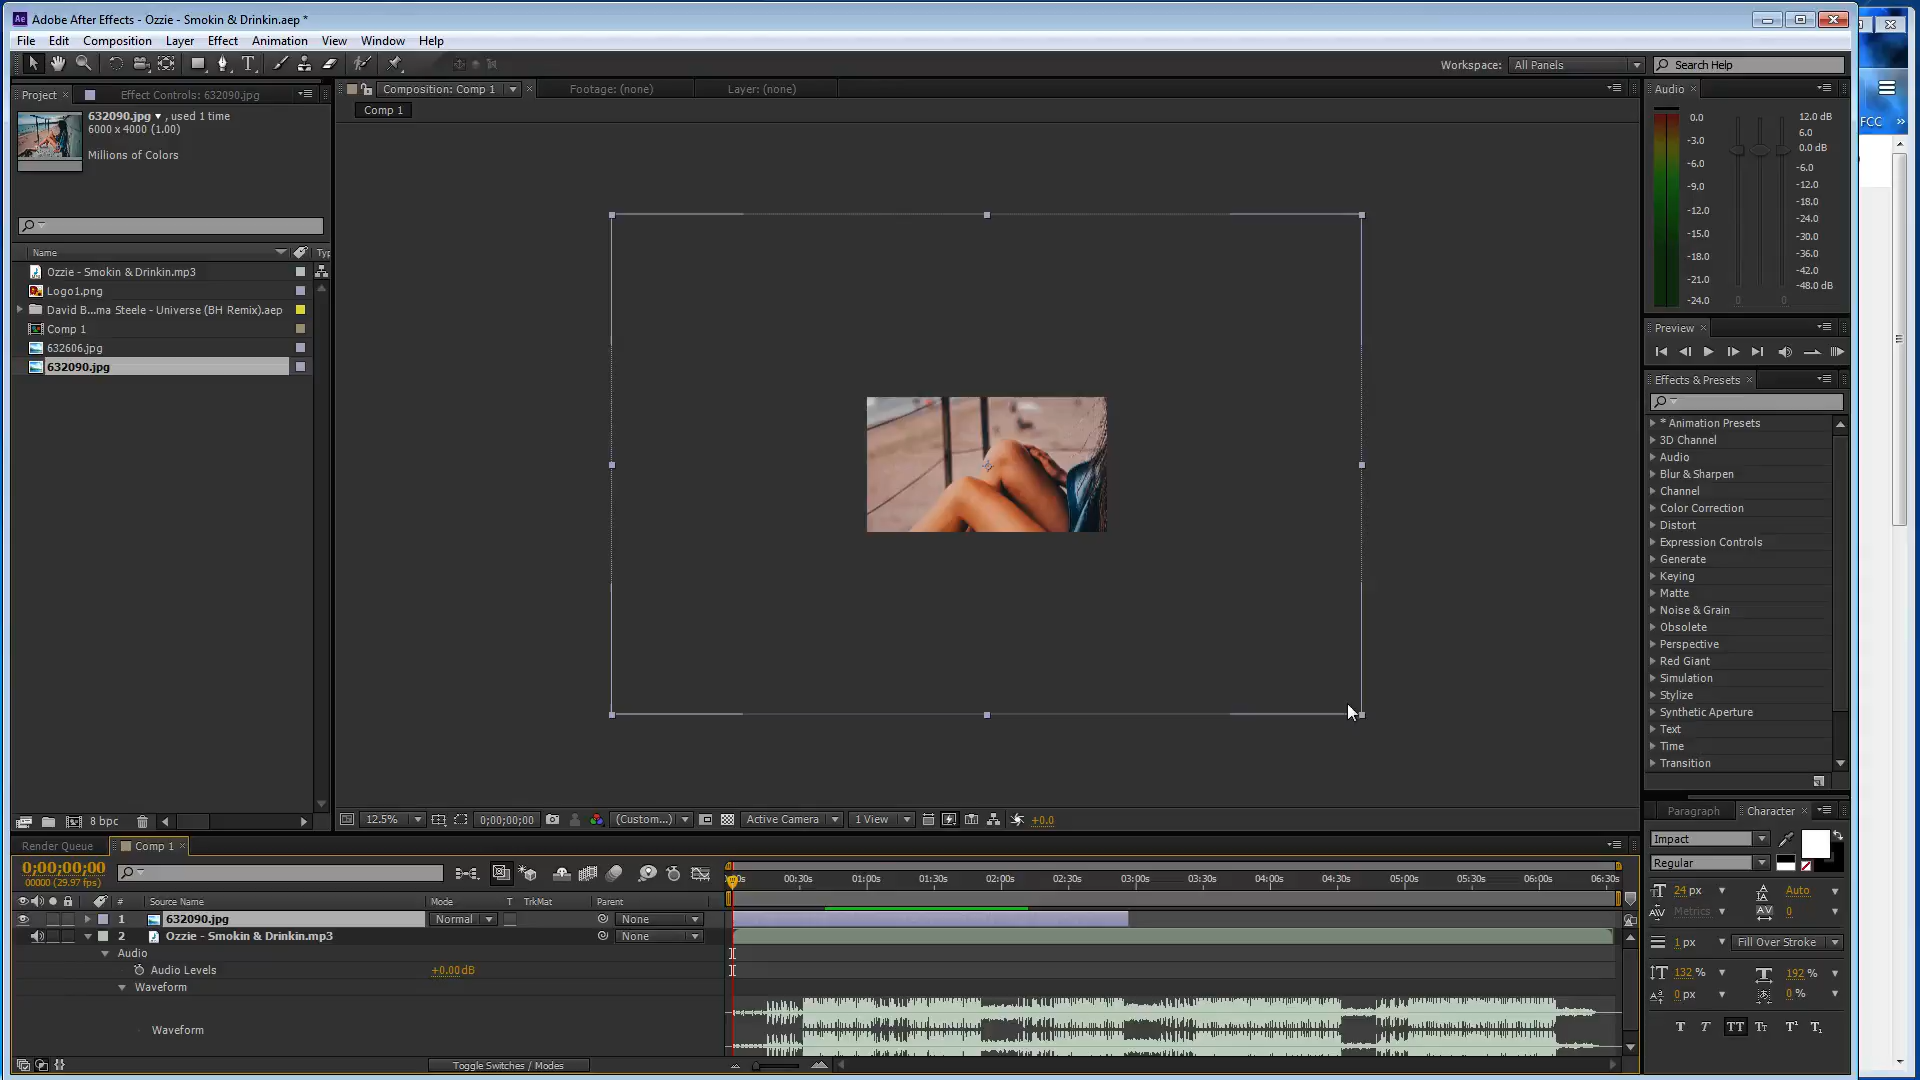 Adobe After Effects - Ozzie - Smokin & Drinkin.aep *
File Edit Composition Layer Effect Animation View Window Help
Workspace: All Panels Search Help
Project Effect Controls: 632090.jpg
632090.jpg, used 1 time
6000 x 4000 (1.00)
Millions of Colors
Name Typ
Ozzie - Smokin & Drinkin.mp3
Logo1.png
David B...ma Steele - Universe (BH Remix).aep
Comp 1
632606.jpg
632090.jpg
8 bpc
Composition: Comp 1 Footage: (none) Layer: (none)
Comp 1
12.5% 0;00;00;00 (Custom...) Active Camera 1 View +0.0
Audio
0.0
-3.0
-6.0
-9.0
-12.0
-15.0
-18.0
-21.0
-24.0
12.0 dB
6.0
0.0 dB
-6.0
-12.0
-18.0
-24.0
-30.0
-36.0
-42.0
-48.0 dB
0 0
FCC
Preview
Effects & Presets
* Animation Presets
3D Channel
Audio
Blur & Sharpen
Channel
Color Correction
Distort
Expression Controls
Generate
Keying
Matte
Noise & Grain
Obsolete
Perspective
Red Giant
Simulation
Stylize
Synthetic Aperture
Text
Time
Transition
Paragraph Character
Impact
Regular
24 px Auto
Metrics 0
1 px Fill Over Stroke
132 % 192 %
0 px 0 %
T T TT Tt T¹ T₁
Render Queue Comp 1
0;00;00;00
00000 (29.97 fps)
# Source Name Mode T TrkMat Parent
1 632090.jpg Normal None
2 Ozzie - Smokin & Drinkin.mp3 None
Audio
Audio Levels +0.00dB
Waveform
Waveform
00:30s 01:00s 01:30s 02:00s 02:30s 03:00s 03:30s 04:00s 04:30s 05:00s 05:30s 06:00s 06:30s
Toggle Switches / Modes